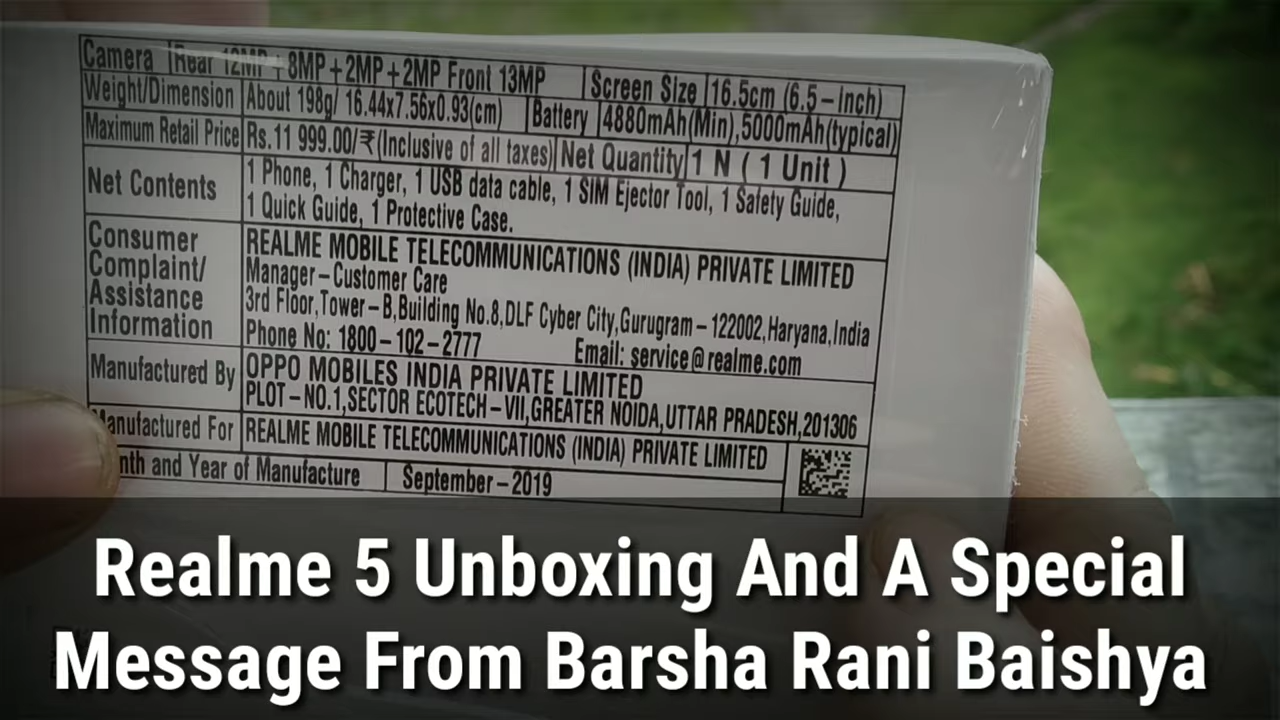 Camera Rear 12MP+8MP+2MP+2MP Front 13MP Screen Size 16.5cm (6.5–Inch)
Weight/Dimension About 198g/ 16.44x7.56x0.93(cm) Battery 4880mAh(Min),5000mAh(typical)
Maximum Retail Price Rs.11 999.00/₹(Inclusive of all taxes) Net Quantity 1 N ( 1 Unit )
Net Contents 1 Phone, 1 Charger, 1 USB data cable, 1 SIM Ejector Tool, 1 Safety Guide,
1 Quick Guide, 1 Protective Case.
Consumer Complaint/ Assistance Information
REALME MOBILE TELECOMMUNICATIONS (INDIA) PRIVATE LIMITED
Manager–Customer Care
3rd Floor,Tower–B,Building No.8,DLF Cyber City,Gurugram–122002,Haryana,India
Phone No: 1800–102–2777 Email: service@realme.com
Manufactured By OPPO MOBILES INDIA PRIVATE LIMITED
PLOT–NO.1,SECTOR ECOTECH–VII,GREATER NOIDA,UTTAR PRADESH,201306
Manufactured For REALME MOBILE TELECOMMUNICATIONS (INDIA) PRIVATE LIMITED
nth and Year of Manufacture September–2019
Realme 5 Unboxing And A Special
Message From Barsha Rani Baishya